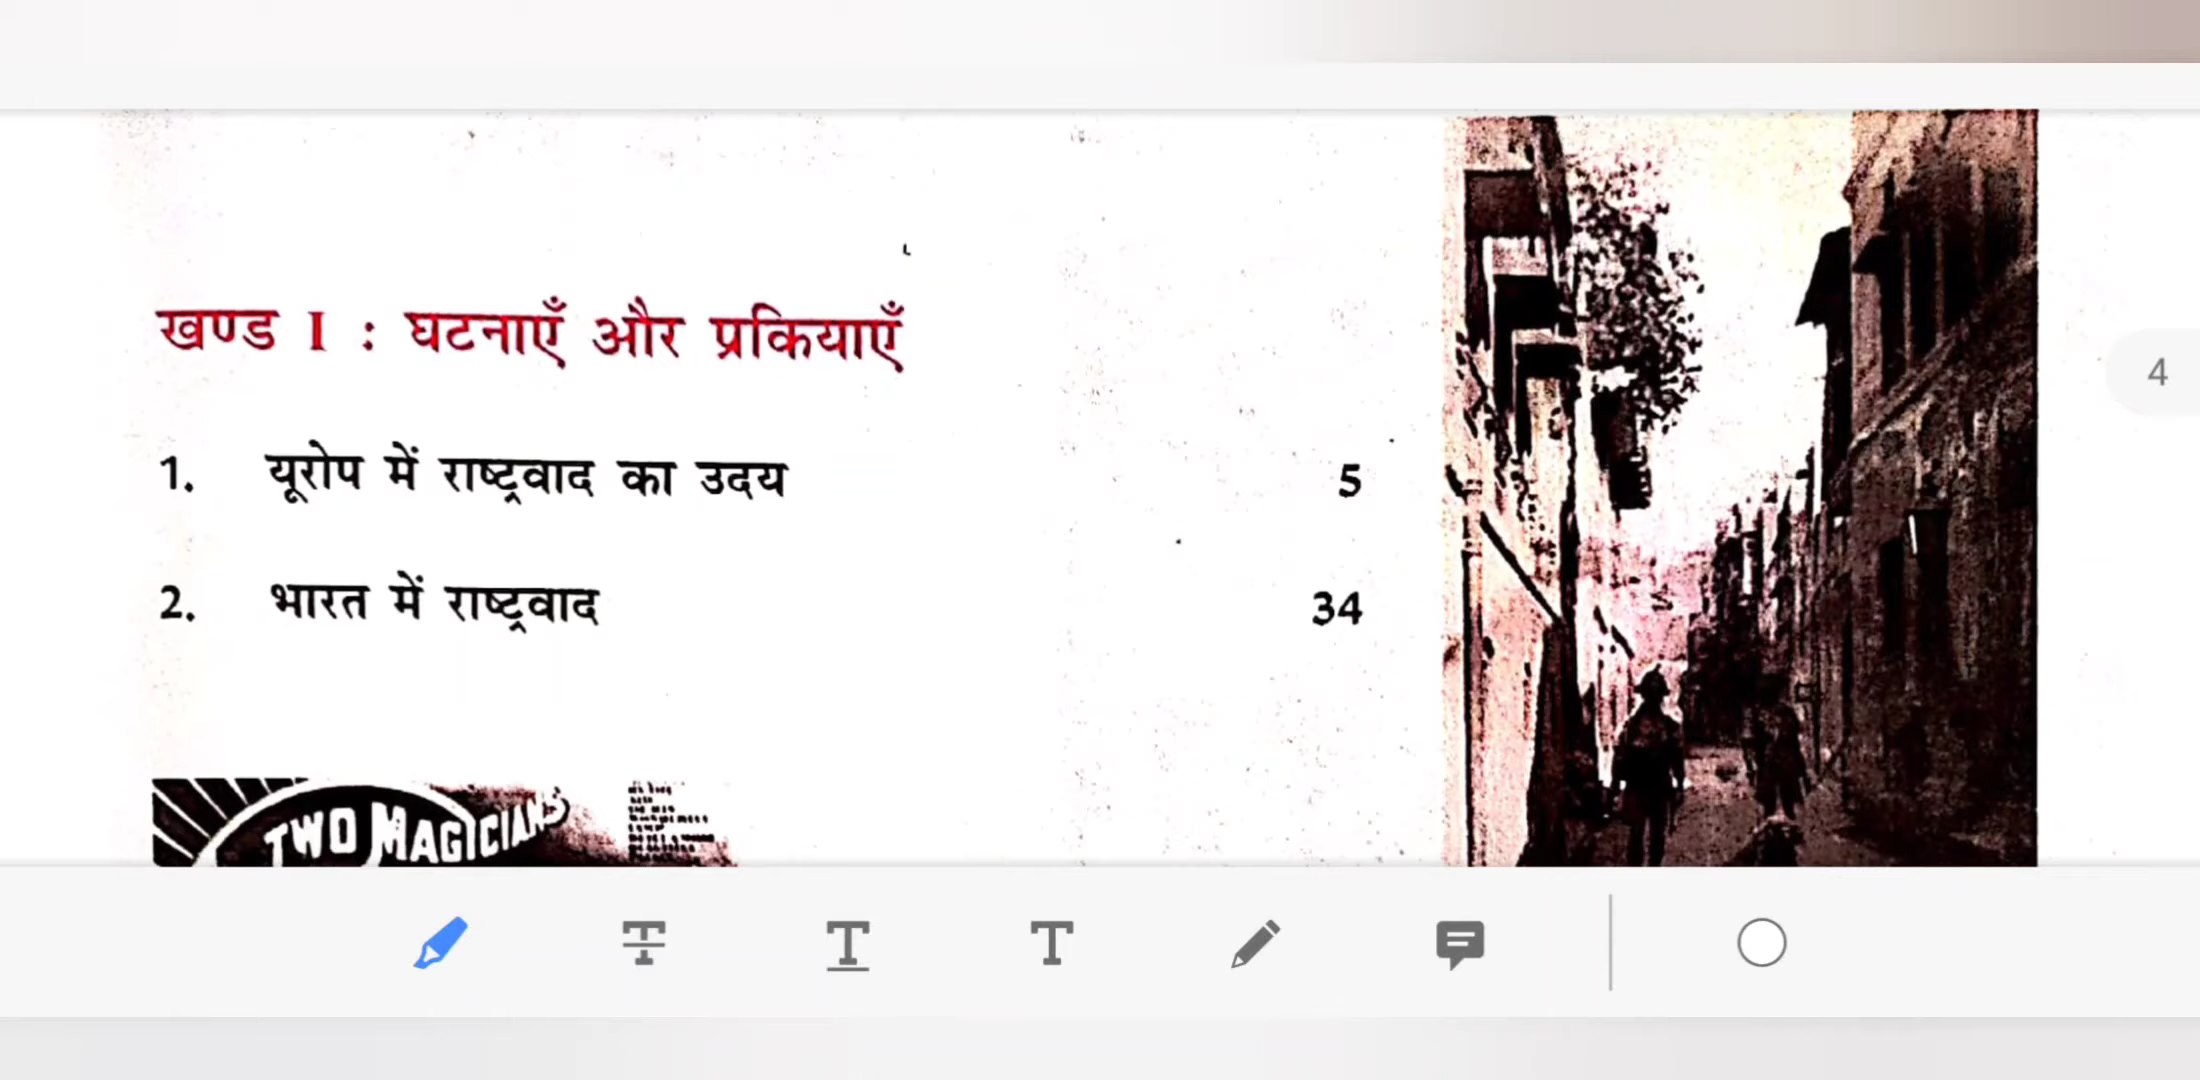 खण्ड I : घटनाएँ और प्रकियाएँ
1. यूरोप में राष्ट्रवाद का उदय 5
2. भारत में राष्ट्रवाद 34
4
TWO MAGICIANS